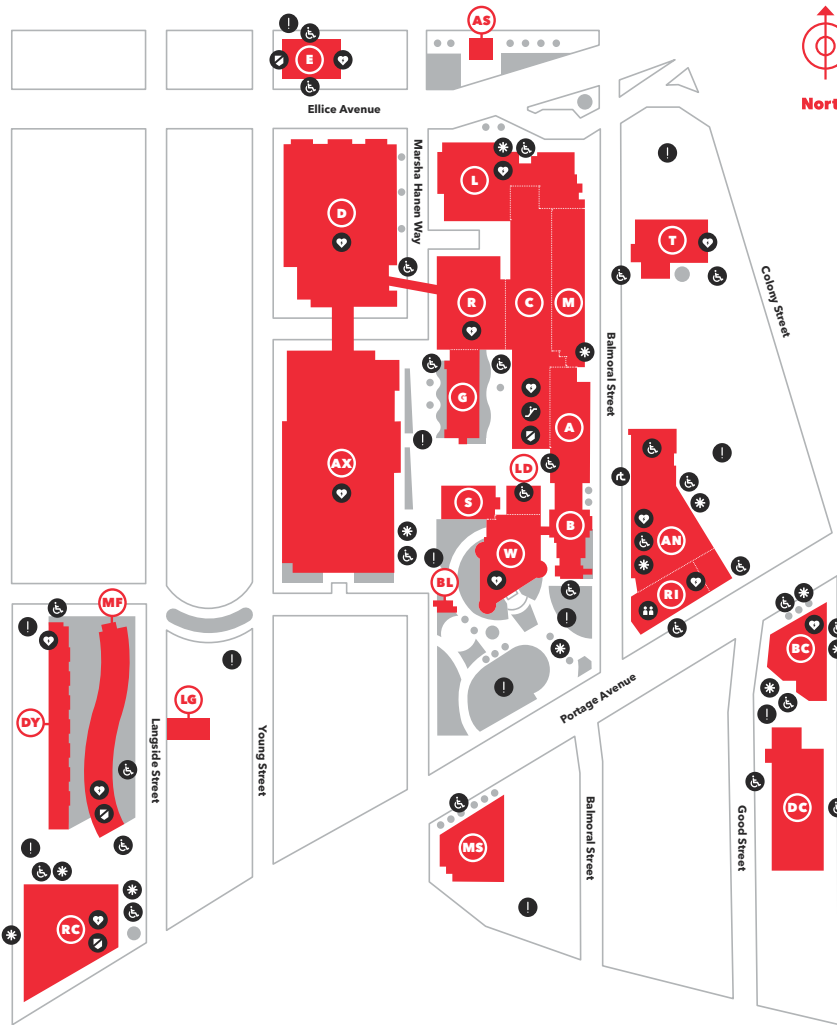 AS
E
Nort
Ellice Avenue
Marsha Hanen Way
L
D
T
R
C
M
Colony Street
Balmoral Street
G
A
AX
LD
S
B
AN
W
BL
RI
MF
BC
LG
DY
Portage Avenue
Langside Street
Young Street
DC
Good Street
Balmoral Street
MS
RC